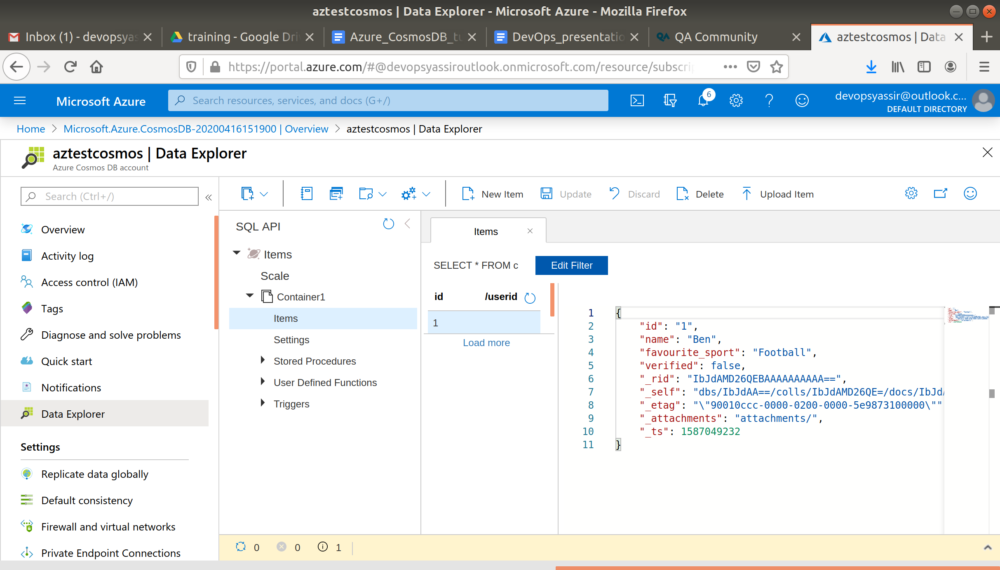 aztestcosmos | Data Explorer - Microsoft Azure - Mozilla Firefox
Inbox (1) - devopsyas
training - Google Dri
Azure_CosmosDB_tu
DevOps_presentatio
QA Community
aztestcosmos | Data
https://portal.azure.com/#@devopsyassiroutlook.onmicrosoft.com/resource/subscrip
Microsoft Azure
Search resources, services, and docs (G+/)
6
devopsyassir@outlook.c...
DEFAULT DIRECTORY
Home > Microsoft.Azure.CosmosDB-20200416151900 | Overview > aztestcosmos | Data Explorer
aztestcosmos | Data Explorer
Azure Cosmos DB account
Search (Ctrl+/)
Overview
Activity log
Access control (IAM)
Tags
Diagnose and solve problems
Quick start
Notifications
Data Explorer
Settings
Replicate data globally
Default consistency
Firewall and virtual networks
Private Endpoint Connections
New Item
Update
Discard
Delete
Upload Item
SQL API
Items
Scale
Container1
Items
Settings
Stored Procedures
User Defined Functions
Triggers
Items
SELECT * FROM c
Edit Filter
id /userid
1
Load more
1 {
2 "id": "1",
3 "name": "Ben",
4 "favourite_sport": "Football",
5 "verified": false,
6 "_rid": "IbJdAMD26QEBAAAAAAAAAA==",
7 "_self": "dbs/IbJdAA==/colls/IbJdAMD26QE=/docs/IbJdA
8 "_etag": "\"90010ccc-0000-0200-0000-5e9873100000\""
9 "_attachments": "attachments/",
10 "_ts": 1587049232
11 }
0
0
1